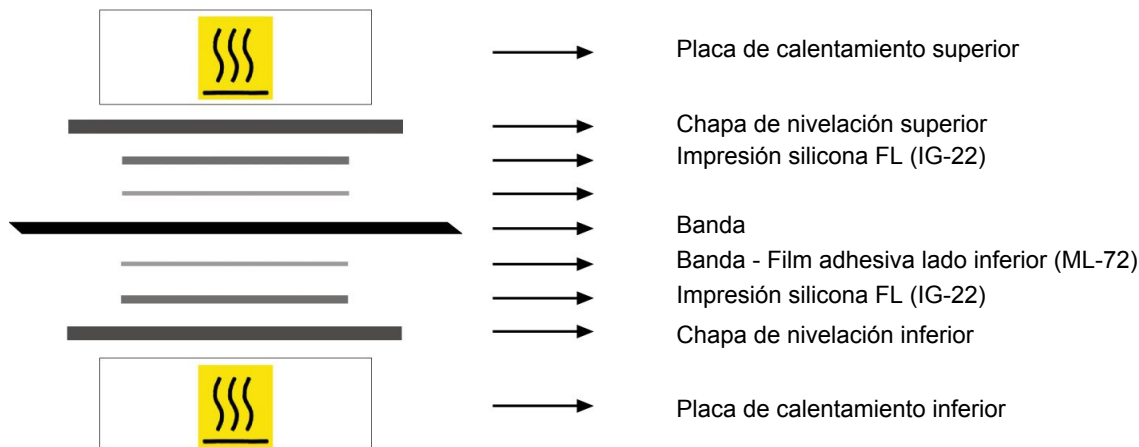 Placa de calentamiento superior
Chapa de nivelación superior
Impresión silicona FL (IG-22)
Banda
Banda - Film adhesiva lado inferior (ML-72)
Impresión silicona FL (IG-22)
Chapa de nivelación inferior
Placa de calentamiento inferior